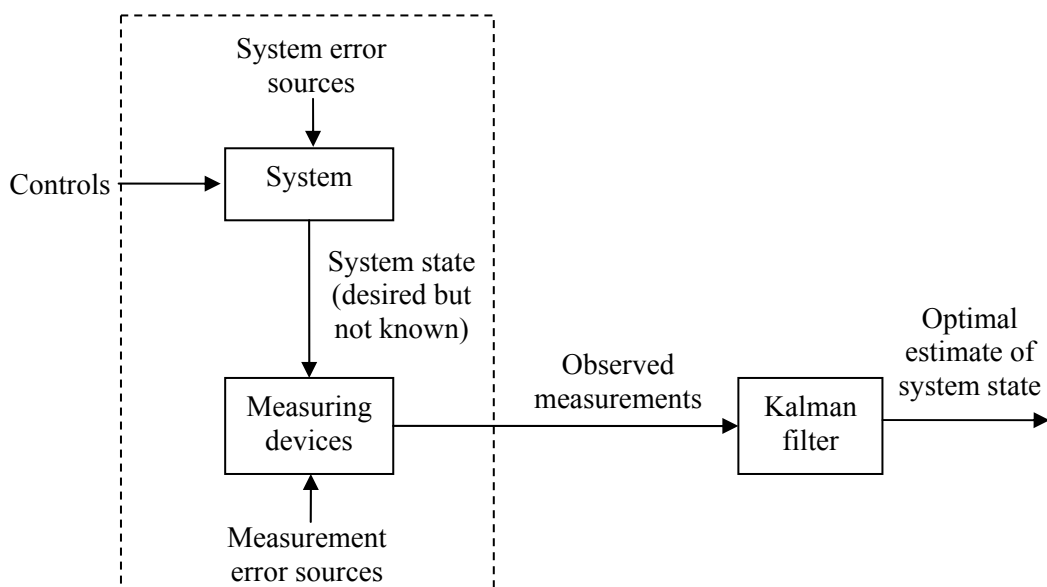 System error
sources
Controls
System
System state
(desired but
not known)
Measuring
devices
Measurement
error sources
Observed
measurements
Kalman
filter
Optimal
estimate of
system state